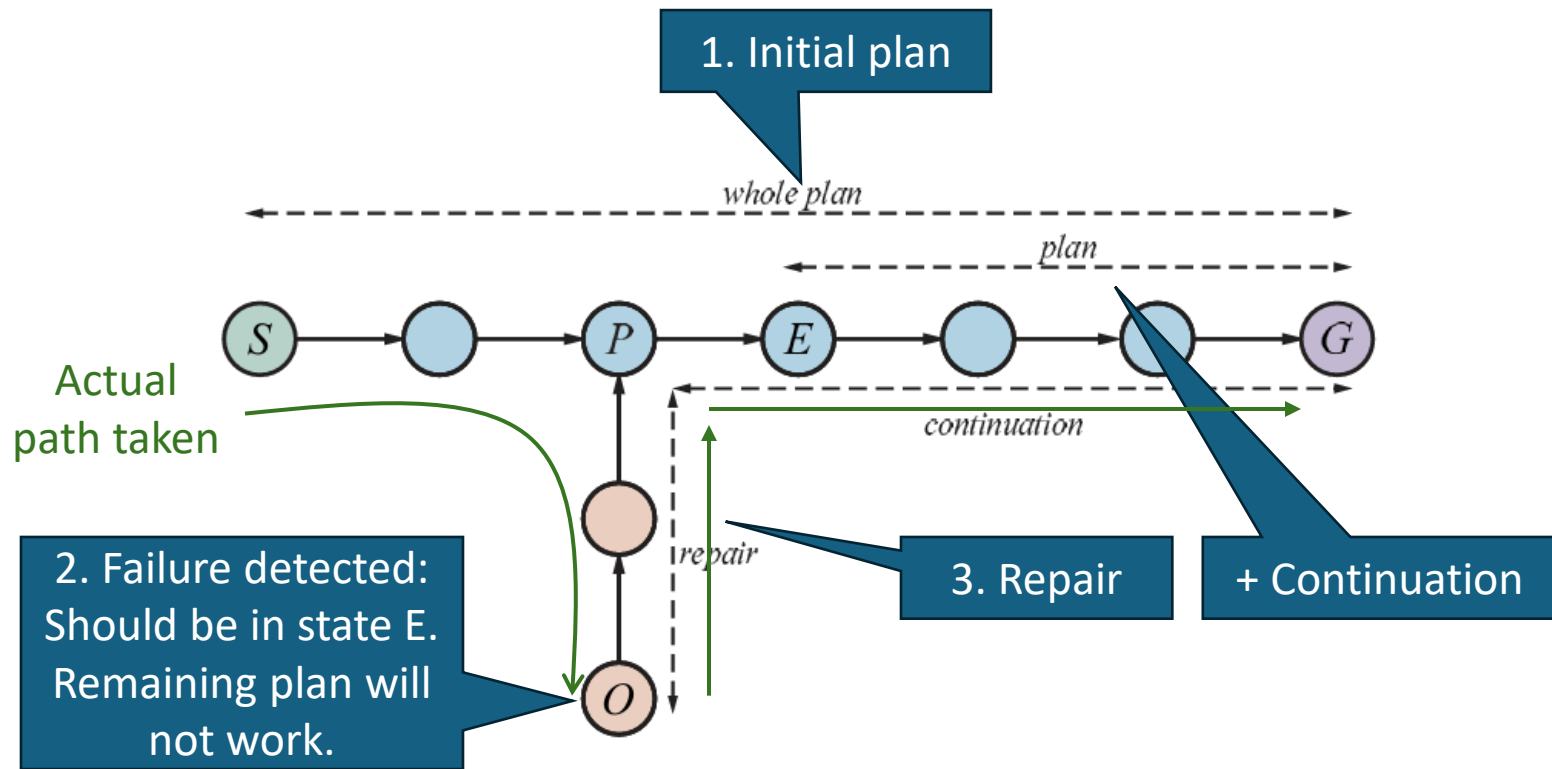 1. Initial plan
whole plan
plan
S
P
E
G
Actual
path taken
continuation
2. Failure detected:
Should be in state E.
Remaining plan will
not work.
repair
3. Repair
+ Continuation
O